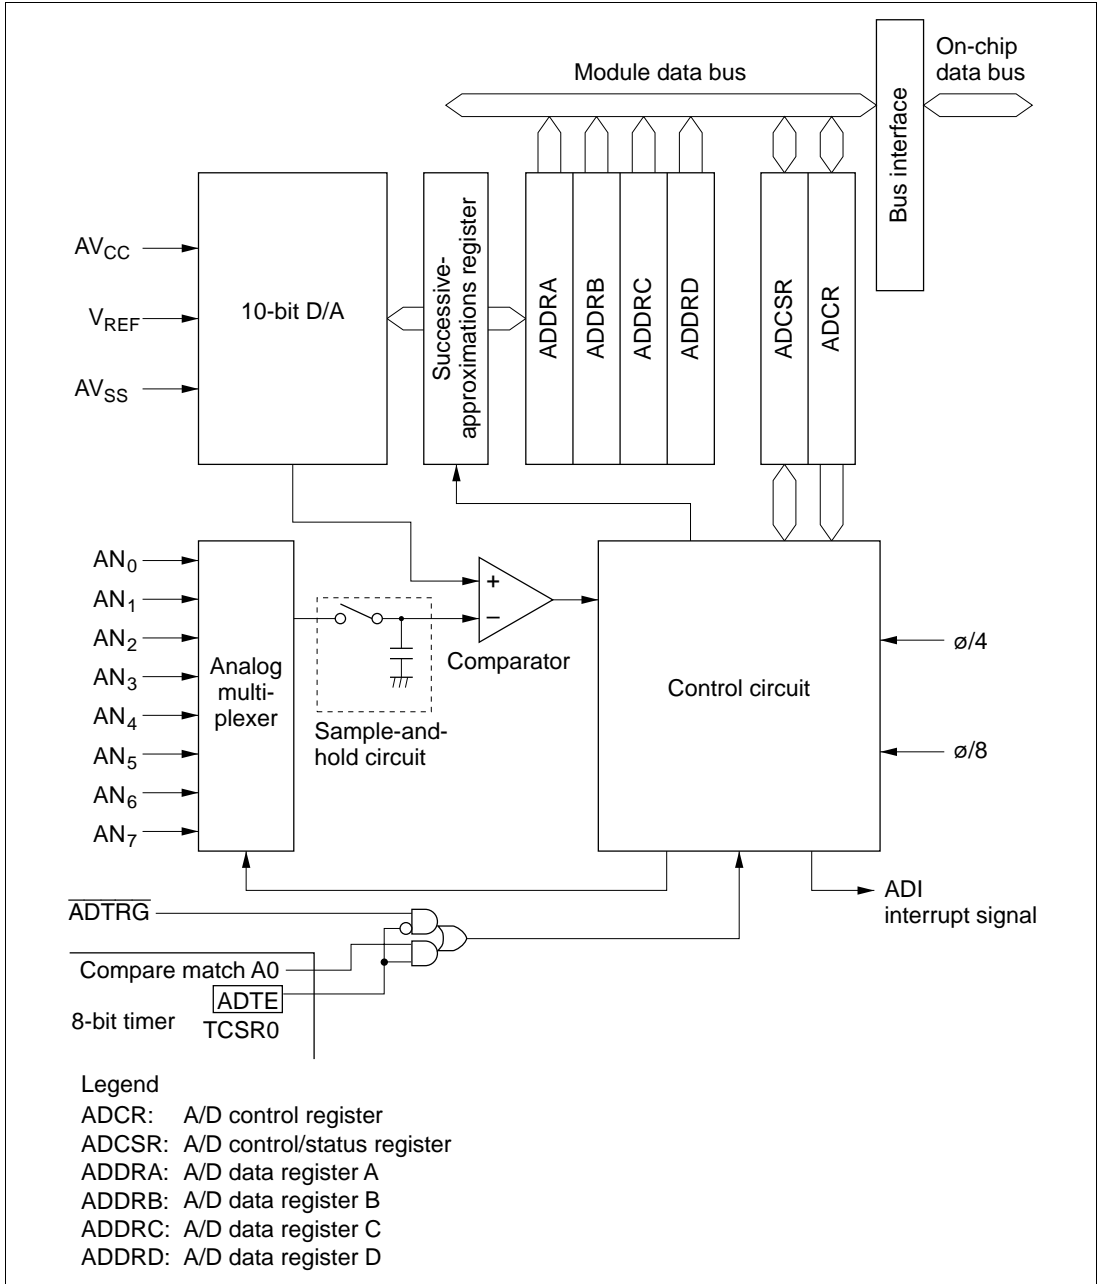 On-chip
data bus
Module data bus
Bus interface
AVCC
VREF
AVSS
10-bit D/A
Successive-
approximations register
ADDRA
ADDRB
ADDRC
ADDRD
ADCSR
ADCR
AN0
AN1
AN2
AN3
AN4
AN5
AN6
AN7
Analog
multi-
plexer
Sample-and-
hold circuit
+
−
Comparator
Control circuit
ø/4
ø/8
ADI
interrupt signal
ADTRG
Compare match A0
ADTE
8-bit timer
TCSR0
Legend
ADCR: A/D control register
ADCSR: A/D control/status register
ADDRA: A/D data register A
ADDRB: A/D data register B
ADDRC: A/D data register C
ADDRD: A/D data register D